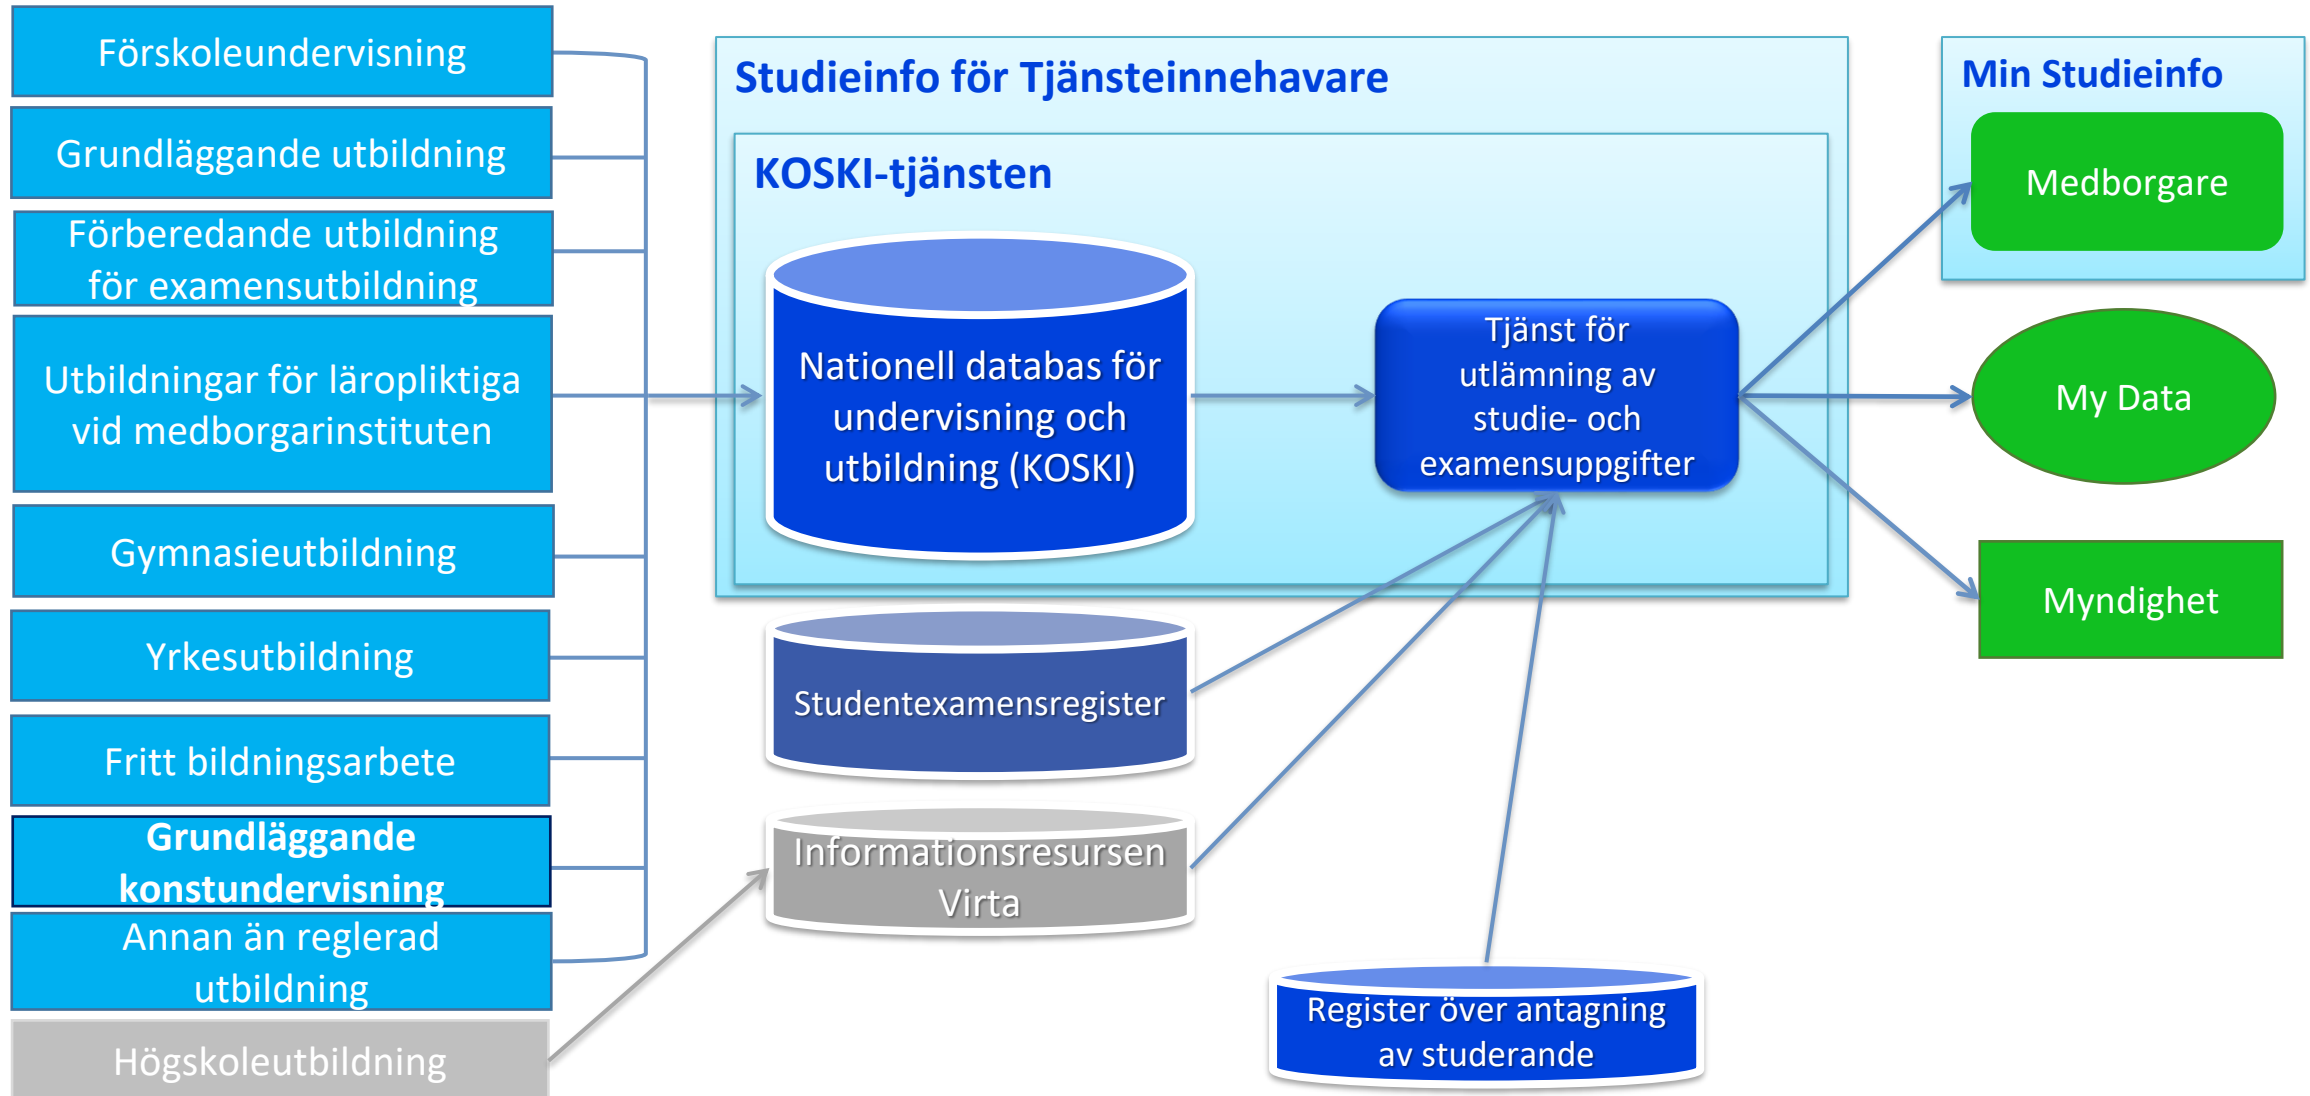 Förskoleundervisning
Grundläggande utbildning
Förberedande utbildning
för examensutbildning
Utbildningar för läropliktiga
vid medborgarinstituten
Gymnasieutbildning
Yrkesutbildning
Fritt bildningsarbete
Grundläggande
konstundervisning
Annan än reglerad
utbildning
Högskoleutbildning
Studieinfo för Tjänsteinnehavare
KOSKI-tjänsten
Nationell databas för
undervisning och
utbildning (KOSKI)
Tjänst för
utlämning av
studie- och
examensuppgifter
Studentexamensregister
Informationsresursen
Virta
Register över antagning
av studerande
Min Studieinfo
Medborgare
My Data
Myndighet